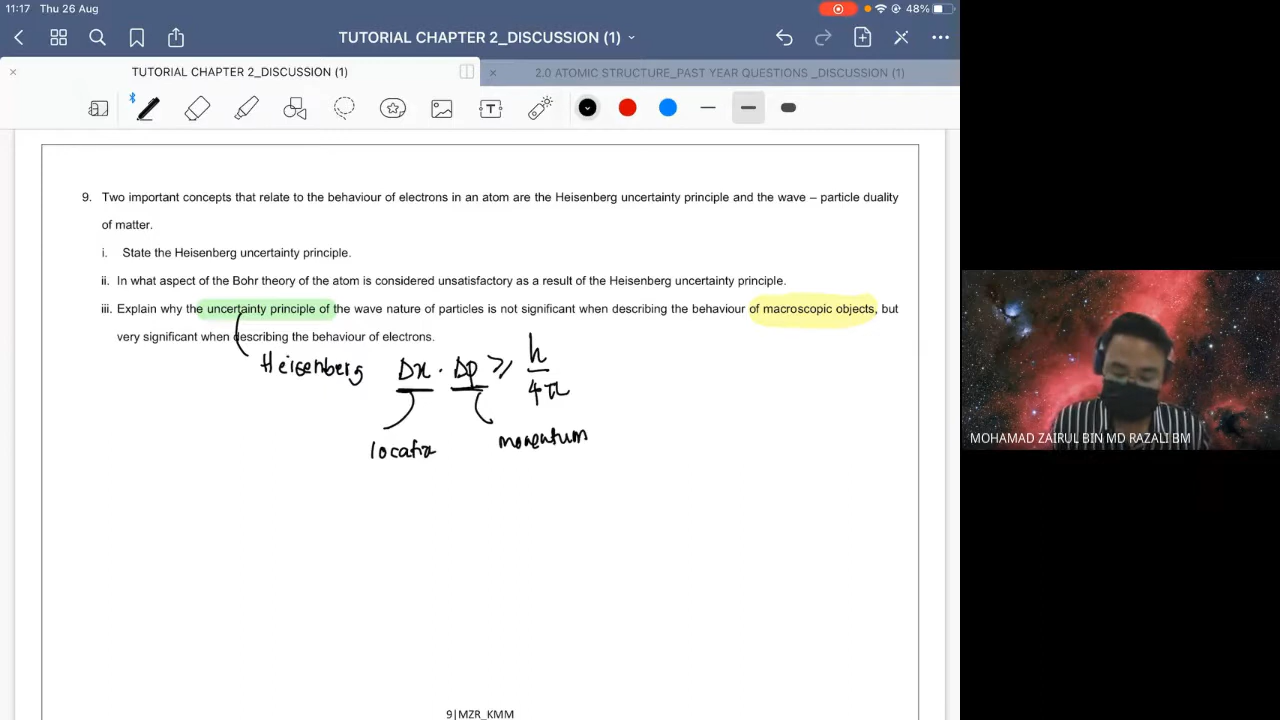 11:17 Thu 26 Aug
48%
TUTORIAL CHAPTER 2_DISCUSSION (1)
TUTORIAL CHAPTER 2_DISCUSSION (1)
2.0 ATOMIC STRUCTURE_PAST YEAR QUESTIONS _DISCUSSION (1)
9. Two important concepts that relate to the behaviour of electrons in an atom are the Heisenberg uncertainty principle and the wave – particle duality
of matter.
i. State the Heisenberg uncertainty principle.
ii. In what aspect of the Bohr theory of the atom is considered unsatisfactory as a result of the Heisenberg uncertainty principle.
iii. Explain why the uncertainty principle of the wave nature of particles is not significant when describing the behaviour of macroscopic objects, but
very significant when describing the behaviour of electrons.
Heisenberg Δx · Δp ≥ h
4π
momentum
MOHAMAD ZAIRUL BIN MD RAZALI BM
9|MZR_KMM